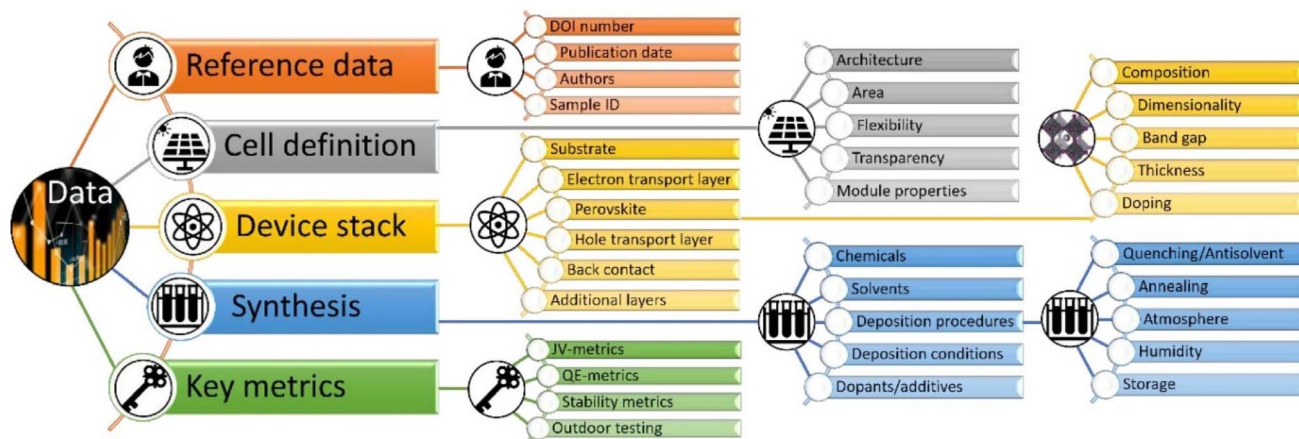 Data
Reference data
Cell definition
Device stack
Synthesis
Key metrics
DOI number
Publication date
Authors
Sample ID
Substrate
Electron transport layer
Perovskite
Hole transport layer
Back contact
Additional layers
JV-metrics
QE-metrics
Stability metrics
Outdoor testing
Architecture
Area
Flexibility
Transparency
Module properties
Chemicals
Solvents
Deposition procedures
Deposition conditions
Dopants/additives
Composition
Dimensionality
Band gap
Thickness
Doping
Quenching/Antisolvent
Annealing
Atmosphere
Humidity
Storage